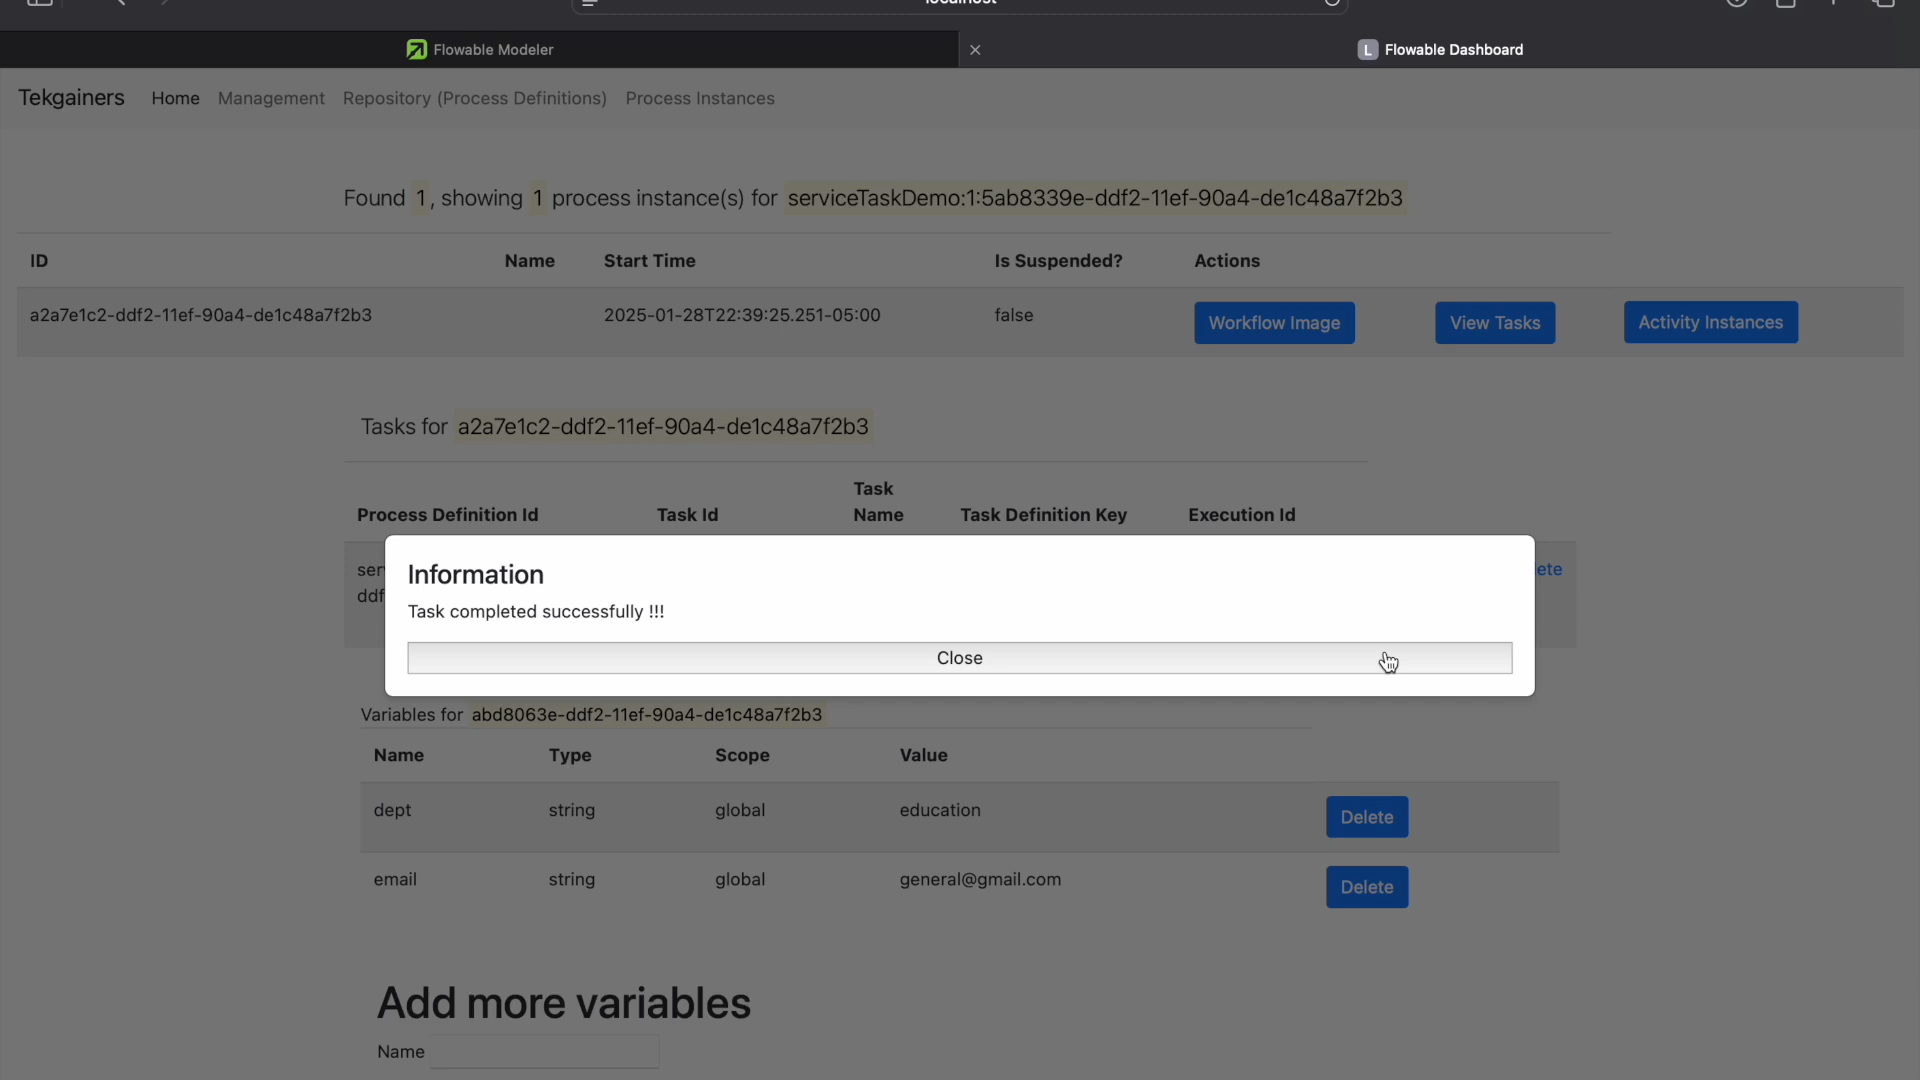 localhost
Flowable Modeler
L Flowable Dashboard
Tekgainers Home Management Repository (Process Definitions) Process Instances
Found 1, showing 1 process instance(s) for serviceTaskDemo:1:5ab8339e-ddf2-11ef-90a4-de1c48a7f2b3
ID Name Start Time Is Suspended? Actions
a2a7e1c2-ddf2-11ef-90a4-de1c48a7f2b3 2025-01-28T22:39:25.251-05:00 false Workflow Image View Tasks Activity Instances
Tasks for a2a7e1c2-ddf2-11ef-90a4-de1c48a7f2b3
Task
Process Definition Id Task Id Name Task Definition Key Execution Id
ser ete
ddf
Information
Task completed successfully !!!
Close
Variables for abd8063e-ddf2-11ef-90a4-de1c48a7f2b3
Name Type Scope Value
dept string global education Delete
email string global general@gmail.com Delete
Add more variables
Name